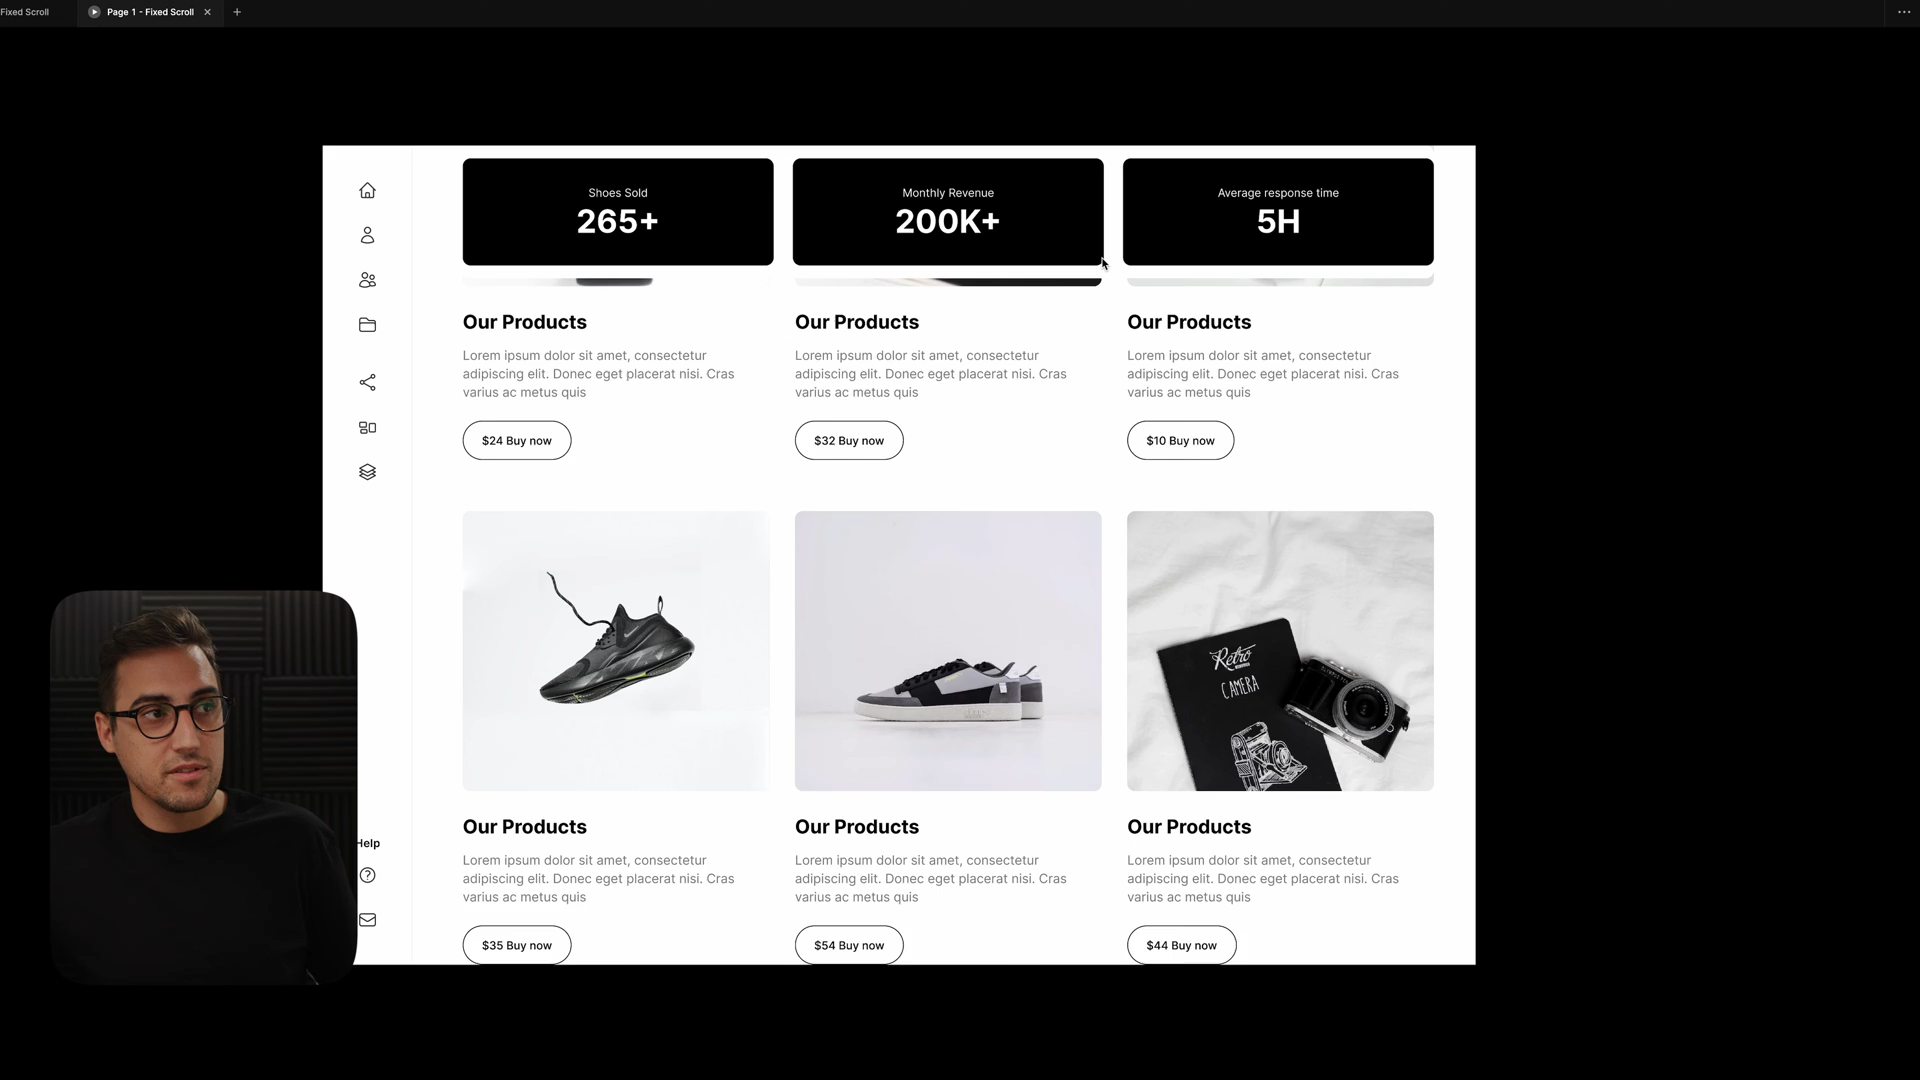 Fixed Scroll
Page 1 - Fixed Scroll
Shoes Sold
265+
Monthly Revenue
200K+
Average response time
5H
Our Products
Lorem ipsum dolor sit amet, consectetur
adipiscing elit. Donec eget placerat nisi. Cras
varius ac metus quis
$24 Buy now
Our Products
Lorem ipsum dolor sit amet, consectetur
adipiscing elit. Donec eget placerat nisi. Cras
varius ac metus quis
$32 Buy now
Our Products
Lorem ipsum dolor sit amet, consectetur
adipiscing elit. Donec eget placerat nisi. Cras
varius ac metus quis
$10 Buy now
Retro
CAMERA
Help
Our Products
Lorem ipsum dolor sit amet, consectetur
adipiscing elit. Donec eget placerat nisi. Cras
varius ac metus quis
$35 Buy now
Our Products
Lorem ipsum dolor sit amet, consectetur
adipiscing elit. Donec eget placerat nisi. Cras
varius ac metus quis
$54 Buy now
Our Products
Lorem ipsum dolor sit amet, consectetur
adipiscing elit. Donec eget placerat nisi. Cras
varius ac metus quis
$44 Buy now